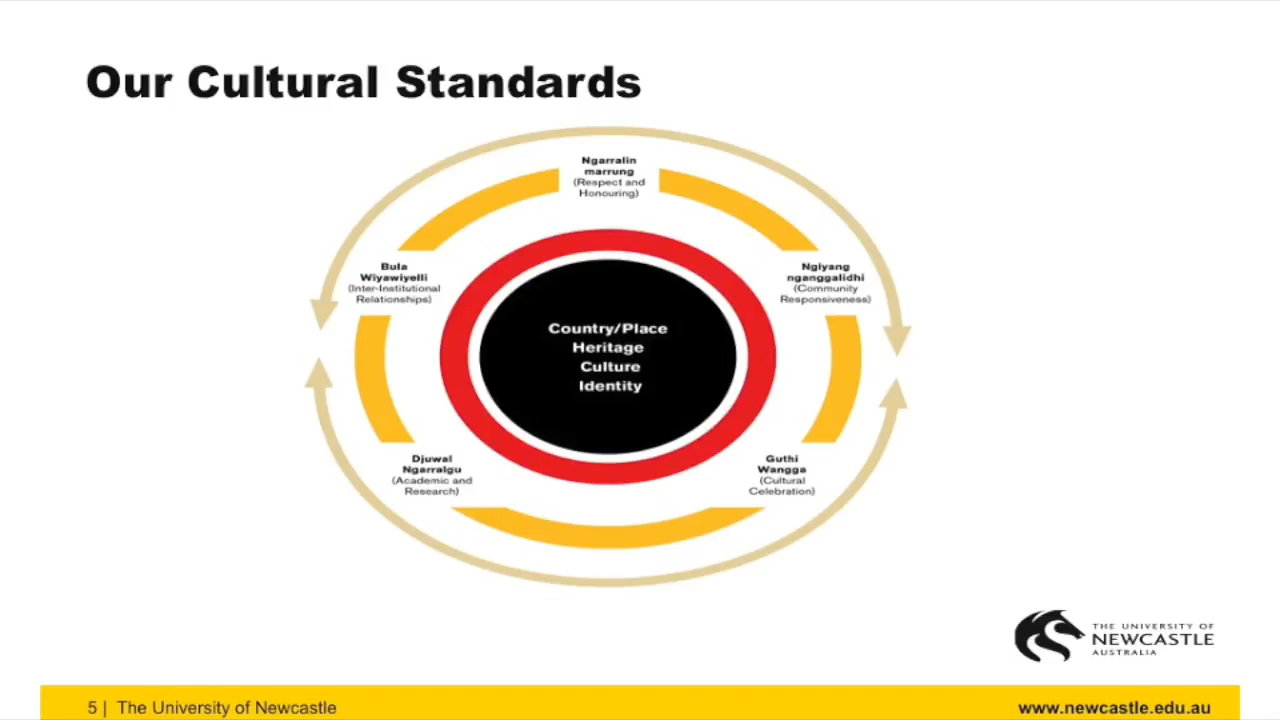 Our Cultural Standards
Ngarralin
marrung
(Respect and
Honouring)
Bula
Wiyawiyelli
(Inter-Institutional
Relationships)
Ngiyang
nganggalidhi
(Community
Responsiveness)
Country/Place
Heritage
Culture
Identity
Djuwal
Ngarralgu
(Academic and
Research)
Guthi
Wangga
(Cultural
Celebration)
THE UNIVERSITY OF
NEWCASTLE
AUSTRALIA
5 | The University of Newcastle
www.newcastle.edu.au